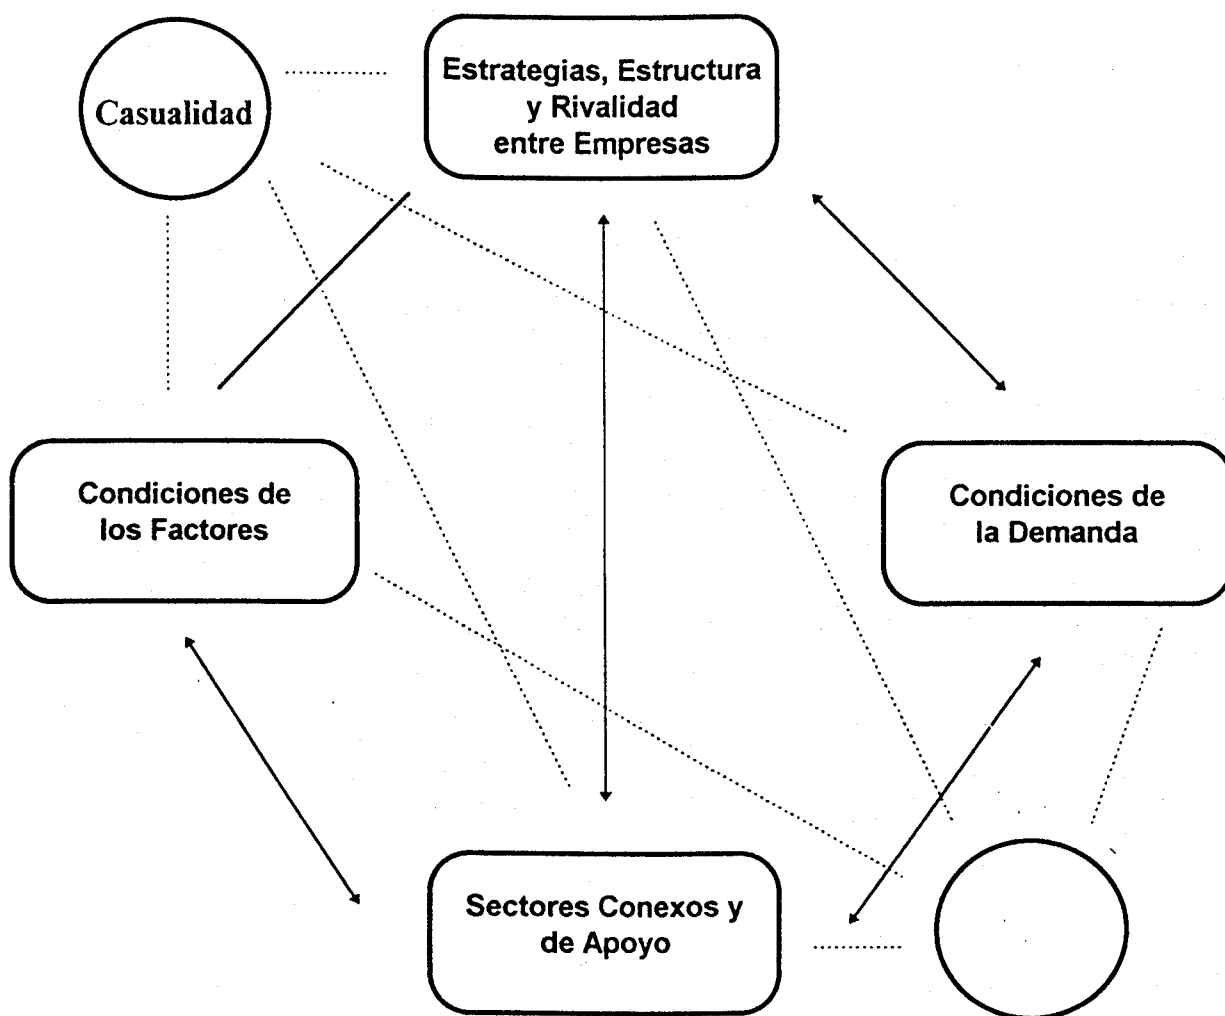 Casualidad
Estrategias, Estructura
y Rivalidad
entre Empresas
Condiciones de
los Factores
Condiciones de
la Demanda
Sectores Conexos y
de Apoyo